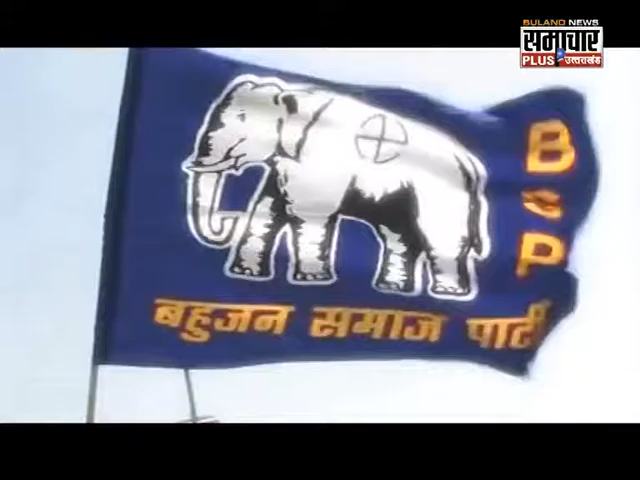 BULAND NEWS
समाचार
PLUS उत्तराखंड
B
S
P
बहुजन समाज पार्टी